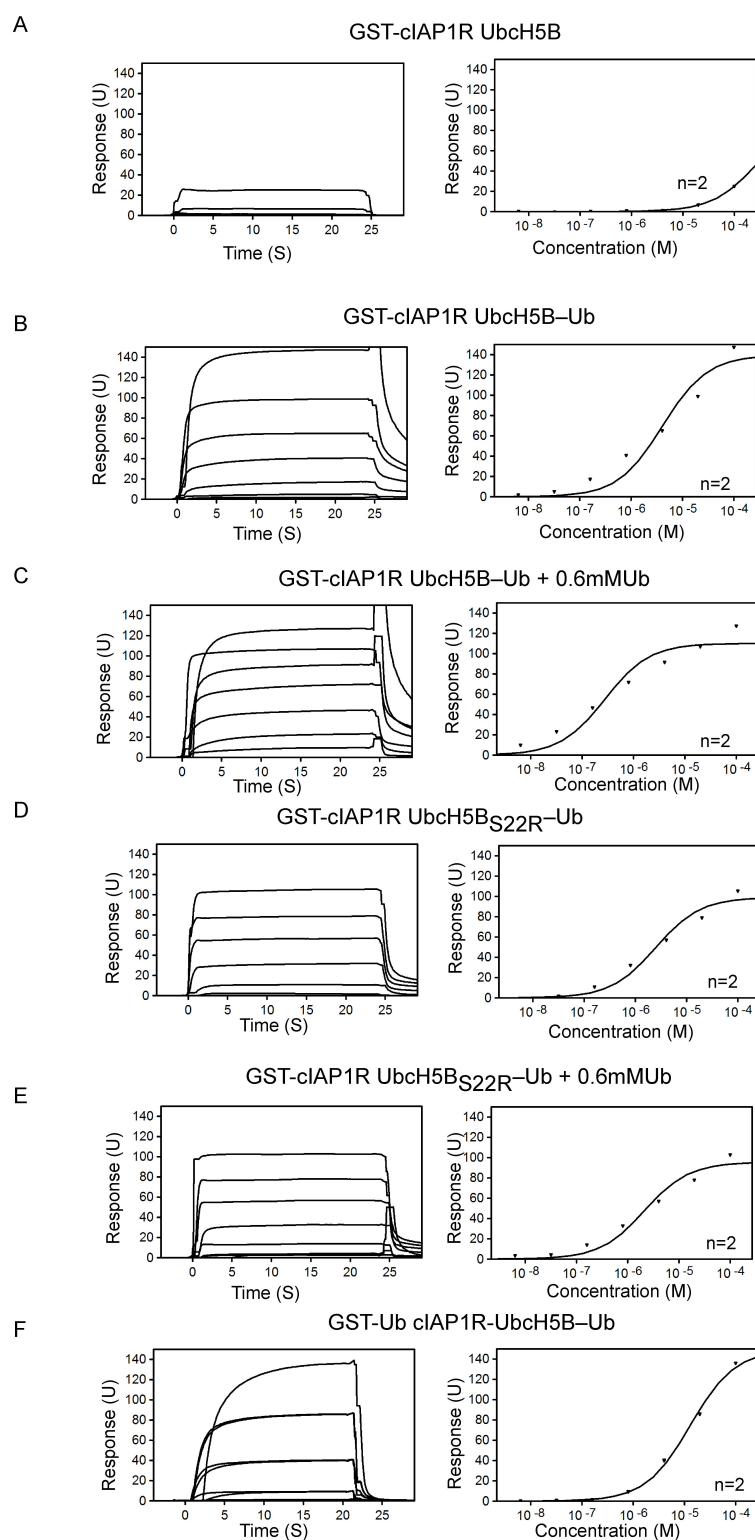 A
GST-cIAP1R UbcH5B
Response (U)
140
120
100
80
60
40
20
0
0 5 10 15 20 25
Time (S)
Response (U)
140
120
100
80
60
40
20
0
n=2
10-8 10-7 10-6 10-5 10-4
Concentration (M)
B
GST-cIAP1R UbcH5B–Ub
Response (U)
140
120
100
80
60
40
20
0
0 5 10 15 20 25
Time (S)
Response (U)
140
120
100
80
60
40
20
0
n=2
10-8 10-7 10-6 10-5 10-4
Concentration (M)
C
GST-cIAP1R UbcH5B–Ub + 0.6mMUb
Response (U)
140
120
100
80
60
40
20
0
0 5 10 15 20 25
Time (S)
Response (U)
140
120
100
80
60
40
20
0
n=2
10-8 10-7 10-6 10-5 10-4
Concentration (M)
D
GST-cIAP1R UbcH5BS22R–Ub
Response (U)
140
120
100
80
60
40
20
0
0 5 10 15 20 25
Time (S)
Response (U)
140
120
100
80
60
40
20
0
n=2
10-8 10-7 10-6 10-5 10-4
Concentration (M)
E
GST-cIAP1R UbcH5BS22R–Ub + 0.6mMUb
Response (U)
140
120
100
80
60
40
20
0
0 5 10 15 20 25
Time (S)
Response (U)
140
120
100
80
60
40
20
0
n=2
10-8 10-7 10-6 10-5 10-4
Concentration (M)
F
GST-Ub cIAP1R-UbcH5B–Ub
Response (U)
140
120
100
80
60
40
20
0
0 5 10 15 20 25
Time (S)
Response (U)
140
120
100
80
60
40
20
0
n=2
10-8 10-7 10-6 10-5 10-4
Concentration (M)